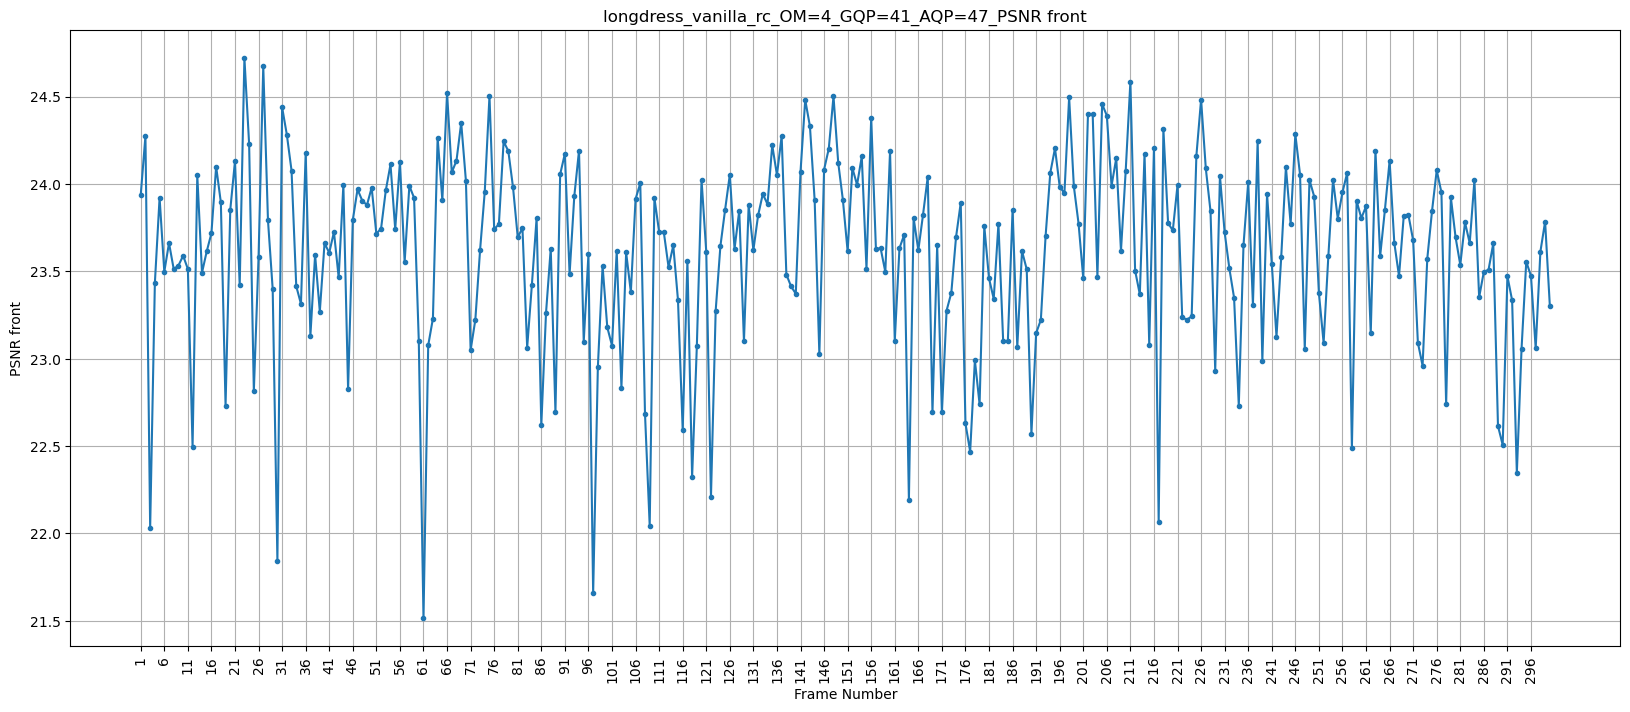 longdress_vanilla_rc_OM=4_GQP=41_AQP=47_PSNR front
PSNR front
24.5
24.0
23.5
23.0
22.5
22.0
21.5
1 6 11 16 21 26 31 36 41 46 51 56 61 66 71 76 81 86 91 96 101 106 111 116 121 126 131 136 141 146 151 156 161 166 171 176 181 186 191 196 201 206 211 216 221 226 231 236 241 246 251 256 261 266 271 276 281 286 291 296
Frame Number